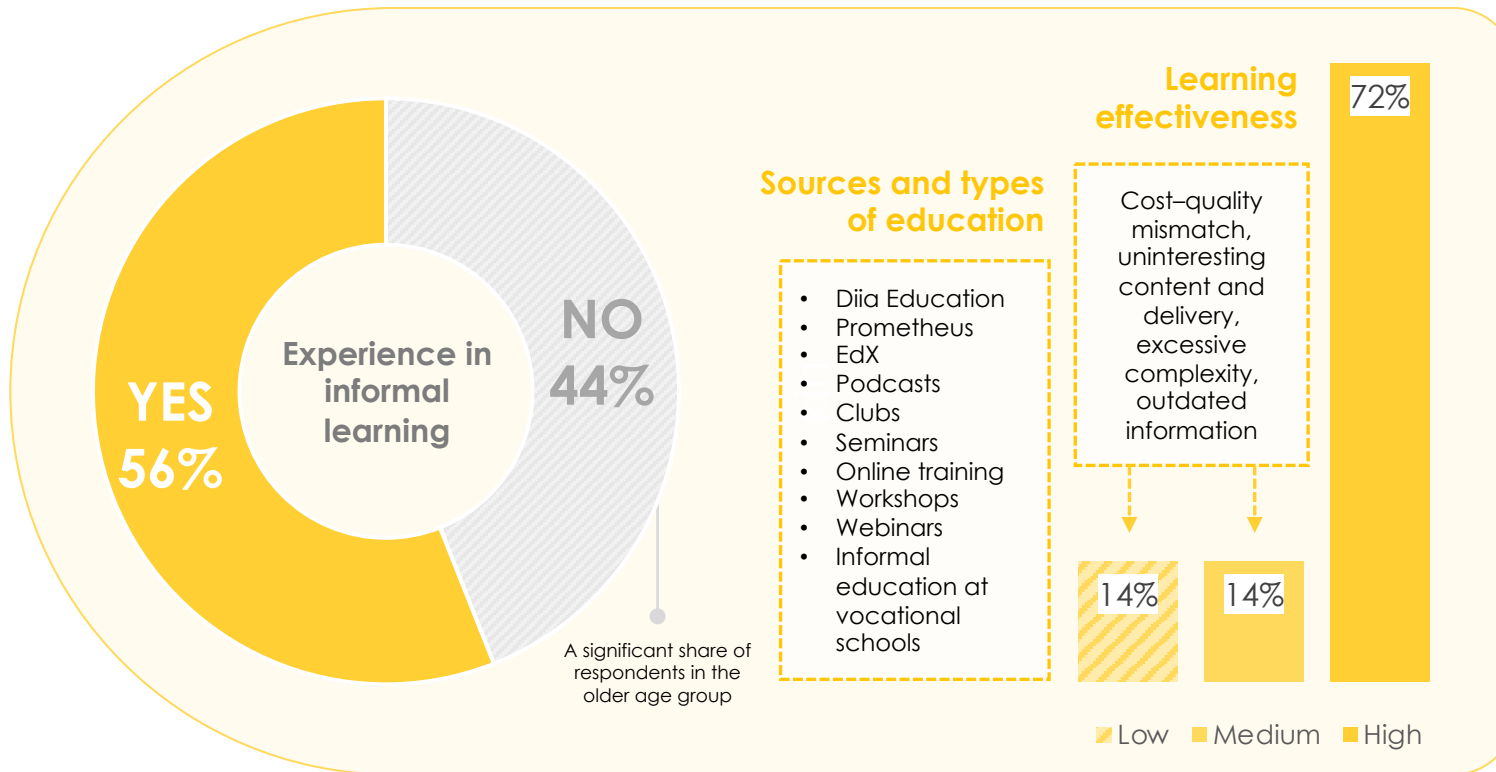 Experience in
informal
learning
YES
56%
NO
44%
A significant share of
respondents in the
older age group
Sources and types
of education
• Diia Education
• Prometheus
• EdX
• Podcasts
• Clubs
• Seminars
• Online training
• Workshops
• Webinars
• Informal
education at
vocational
schools
Learning
effectiveness
Cost–quality
mismatch,
uninteresting
content and
delivery,
excessive
complexity,
outdated
information
14%
14%
72%
Low
Medium
High